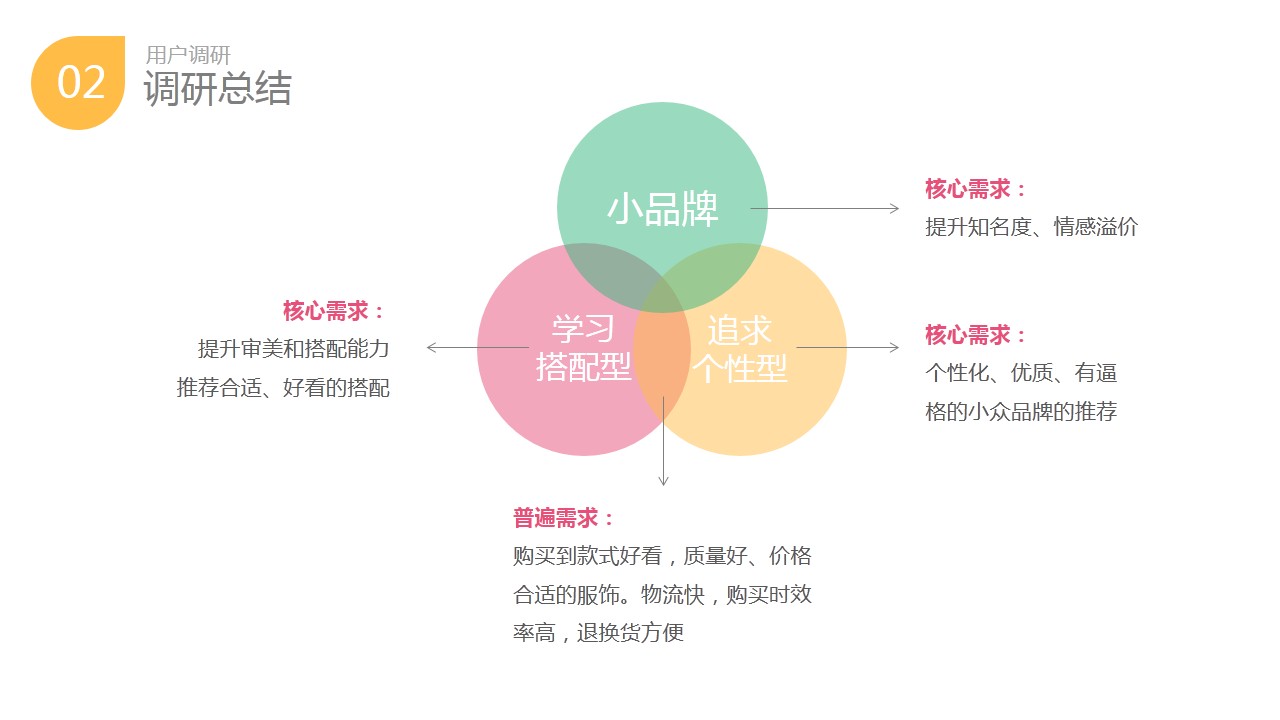 02
用户调研
调研总结
小品牌
核心需求：
提升知名度、情感溢价
学习
搭配型
核心需求：
提升审美和搭配能力
推荐合适、好看的搭配
追求
个性型
核心需求：
个性化、优质、有逼
格的小众品牌的推荐
普遍需求：
购买到款式好看，质量好、价格
合适的服饰。物流快，购买时效
率高，退换货方便